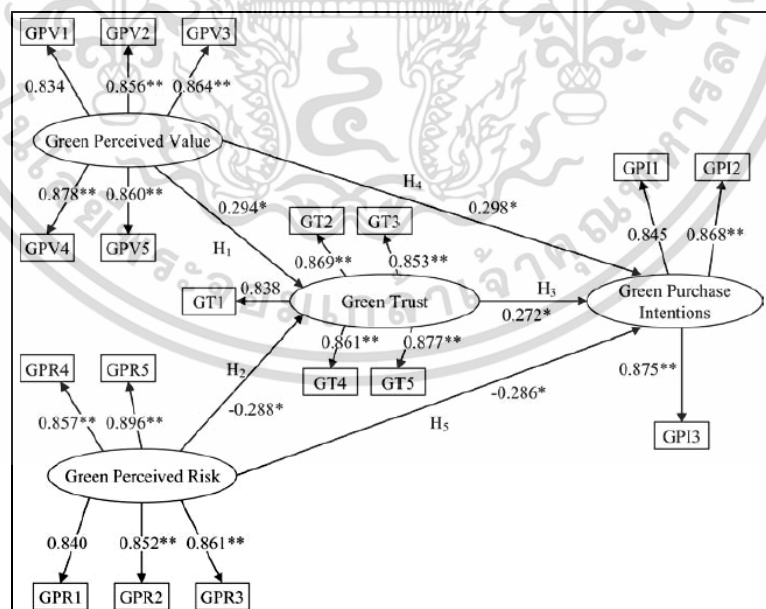 GPV1 GPV2 GPV3
0.834 0.856** 0.864**
Green Perceived Value
0.878** 0.860**
GPV4 GPV5
H4
0.298*
0.294*
H1
GPI1 GPI2
0.845 0.868**
GT2 GT3
0.869** 0.853**
GT1 0.838
Green Trust
H3
0.272*
Green Purchase
Intentions
0.861** 0.877**
GT4 GT5
0.875**
GPI3
H2
-0.288*
-0.286*
H5
GPR4 GPR5
0.857** 0.896**
Green Perceived Risk
0.840 0.852** 0.861**
GPR1 GPR2 GPR3